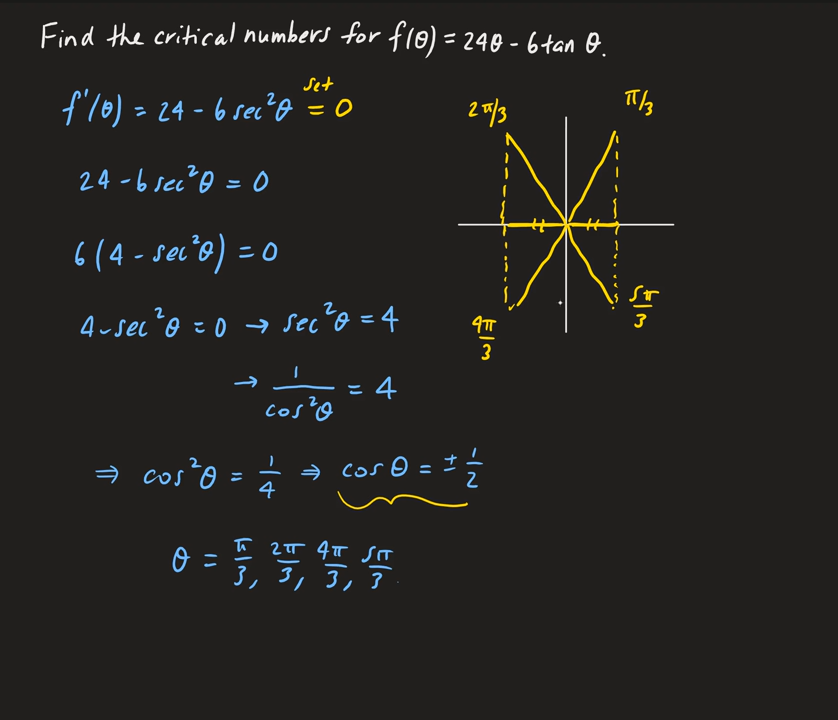 Find the critical numbers for f(θ) = 24θ - 6 tan θ.
f'(θ) = 24 - 6 sec²θ = 0
set
24 - 6 sec²θ = 0
6(4 - sec²θ) = 0
4 - sec²θ = 0 → sec²θ = 4
→ 1/cos²θ = 4
⇒ cos²θ = 1/4 ⇒ cos θ = ± 1/2
θ = π/3, 2π/3, 4π/3, 5π/3
2π/3
π/3
4π/3
5π/3